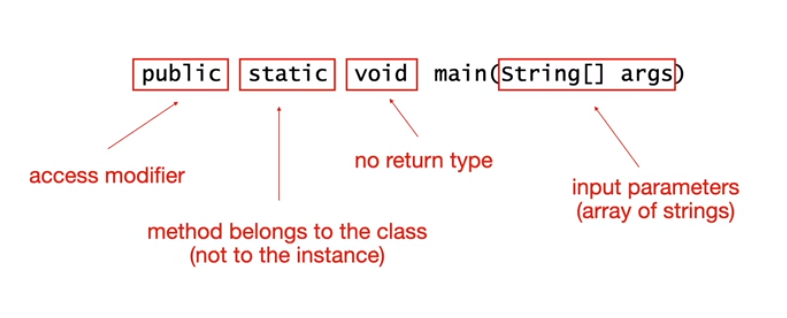 public static void main(String[] args)
access modifier
no return type
input parameters
(array of strings)
method belongs to the class
(not to the instance)